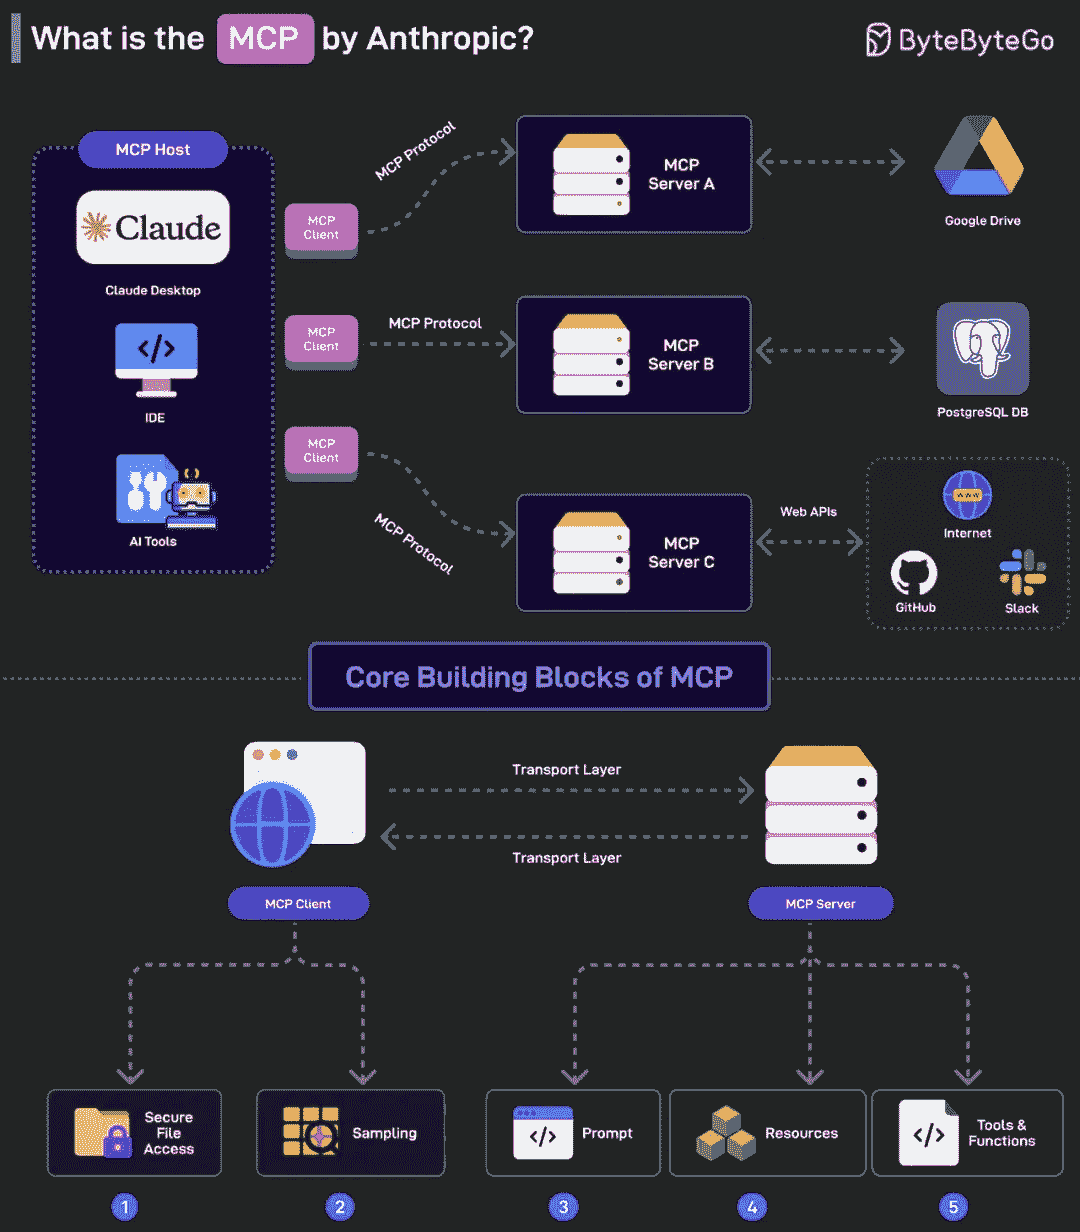 What is the MCP by Anthropic?
ByteByteGo
MCP Host
Claude
Claude Desktop
</>
IDE
AI Tools
MCP
Client
MCP Protocol
MCP
Server A
Google Drive
MCP
Client
MCP Protocol
MCP
Server B
PostgreSQL DB
MCP
Client
MCP Protocol
MCP
Server C
Web APIs
www
Internet
GitHub
Slack
Core Building Blocks of MCP
Transport Layer
Transport Layer
MCP Client
MCP Server
Secure
File
Access
Sampling
</>
Prompt
Resources
</>
Tools &
Functions
1
2
3
4
5